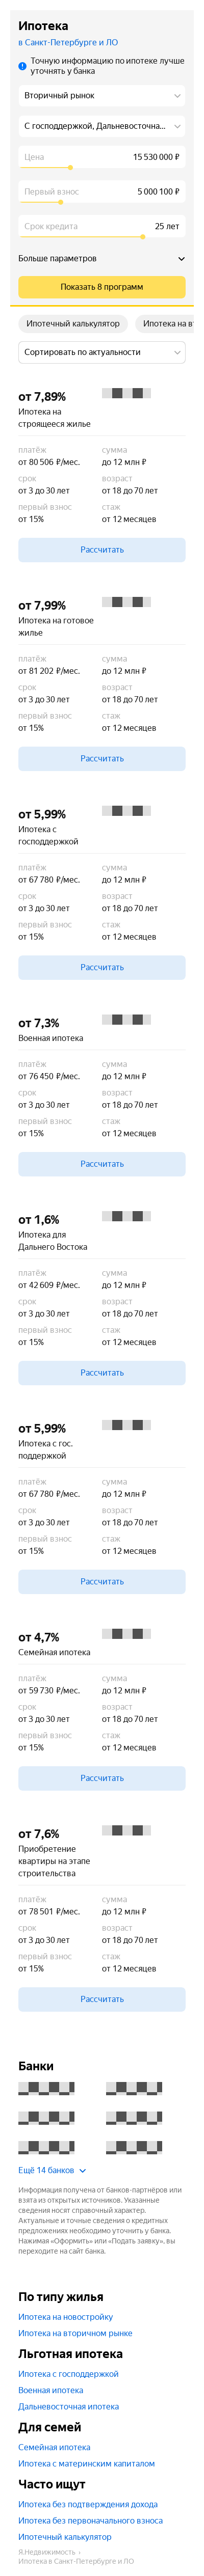 Ипотека
в Санкт-Петербурге и ЛО
Точную информацию по ипотеке лучше
уточнять у банка
Вторичный рынок
С господдержкой, Дальневосточна...
Цена 15 530 000 ₽
Первый взнос 5 000 100 ₽
Срок кредита 25 лет
Больше параметров
Показать 8 программ
Ипотечный калькулятор Ипотека на вт
Сортировать по актуальности
от 7,89%
Ипотека на
строящееся жилье
платёж сумма
от 80 506 ₽/мес. до 12 млн ₽
срок возраст
от 3 до 30 лет от 18 до 70 лет
первый взнос стаж
от 15% от 12 месяцев
Рассчитать
от 7,99%
Ипотека на готовое
жилье
платёж сумма
от 81 202 ₽/мес. до 12 млн ₽
срок возраст
от 3 до 30 лет от 18 до 70 лет
первый взнос стаж
от 15% от 12 месяцев
Рассчитать
от 5,99%
Ипотека с
господдержкой
платёж сумма
от 67 780 ₽/мес. до 12 млн ₽
срок возраст
от 3 до 30 лет от 18 до 70 лет
первый взнос стаж
от 15% от 12 месяцев
Рассчитать
от 7,3%
Военная ипотека
платёж сумма
от 76 450 ₽/мес. до 12 млн ₽
срок возраст
от 3 до 30 лет от 18 до 70 лет
первый взнос стаж
от 15% от 12 месяцев
Рассчитать
от 1,6%
Ипотека для
Дальнего Востока
платёж сумма
от 42 609 ₽/мес. до 12 млн ₽
срок возраст
от 3 до 30 лет от 18 до 70 лет
первый взнос стаж
от 15% от 12 месяцев
Рассчитать
от 5,99%
Ипотека с гос.
поддержкой
платёж сумма
от 67 780 ₽/мес. до 12 млн ₽
срок возраст
от 3 до 30 лет от 18 до 70 лет
первый взнос стаж
от 15% от 12 месяцев
Рассчитать
от 4,7%
Семейная ипотека
платёж сумма
от 59 730 ₽/мес. до 12 млн ₽
срок возраст
от 3 до 30 лет от 18 до 70 лет
первый взнос стаж
от 15% от 12 месяцев
Рассчитать
от 7,6%
Приобретение
квартиры на этапе
строительства
платёж сумма
от 78 501 ₽/мес. до 12 млн ₽
срок возраст
от 3 до 30 лет от 18 до 70 лет
первый взнос стаж
от 15% от 12 месяцев
Рассчитать
Банки
Ещё 14 банков
Информация получена от банков-партнёров или
взята из открытых источников. Указанные
сведения носят справочный характер.
Актуальные и точные сведения о кредитных
предложениях необходимо уточнить у банка.
Нажимая «Оформить» или «Подать заявку», вы
переходите на сайт банка.
По типу жилья
Ипотека на новостройку
Ипотека на вторичном рынке
Льготная ипотека
Ипотека с господдержкой
Военная ипотека
Дальневосточная ипотека
Для семей
Семейная ипотека
Ипотека с материнским капиталом
Часто ищут
Ипотека без подтверждения дохода
Ипотека без первоначального взноса
Ипотечный калькулятор
Я.Недвижимость ›
Ипотека в Санкт-Петербурге и ЛО